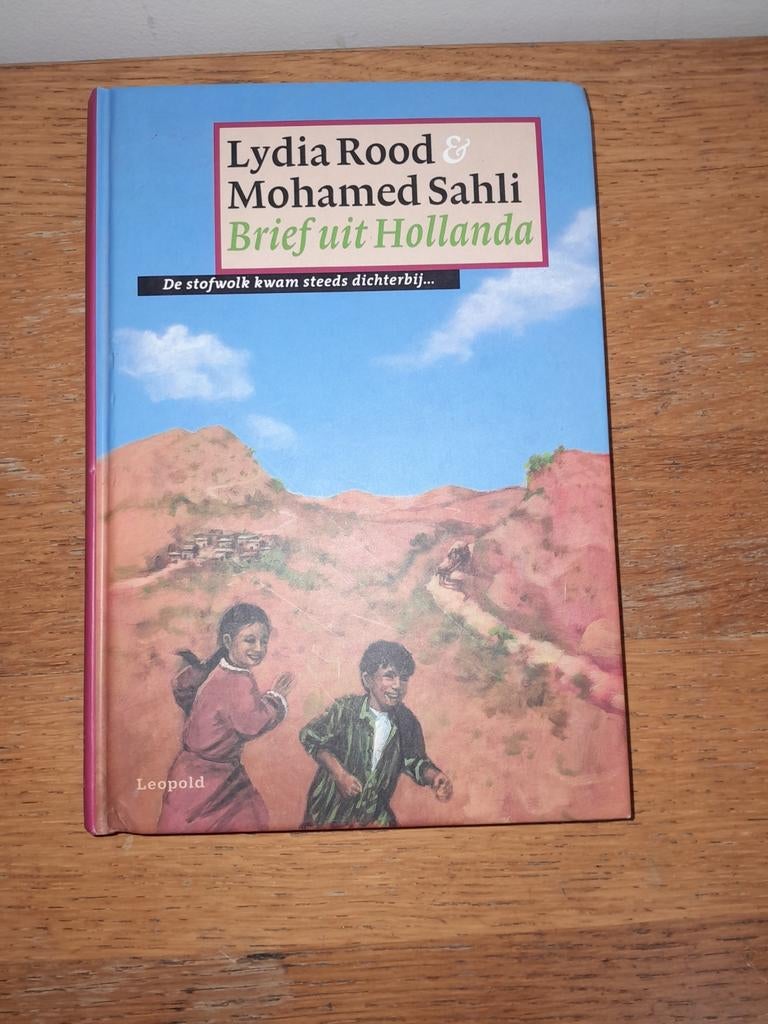 Lydia Rood &
Mohamed Sahli
Brief uit Hollanda
De stofwolk kwam steeds dichterbij...
Leopold